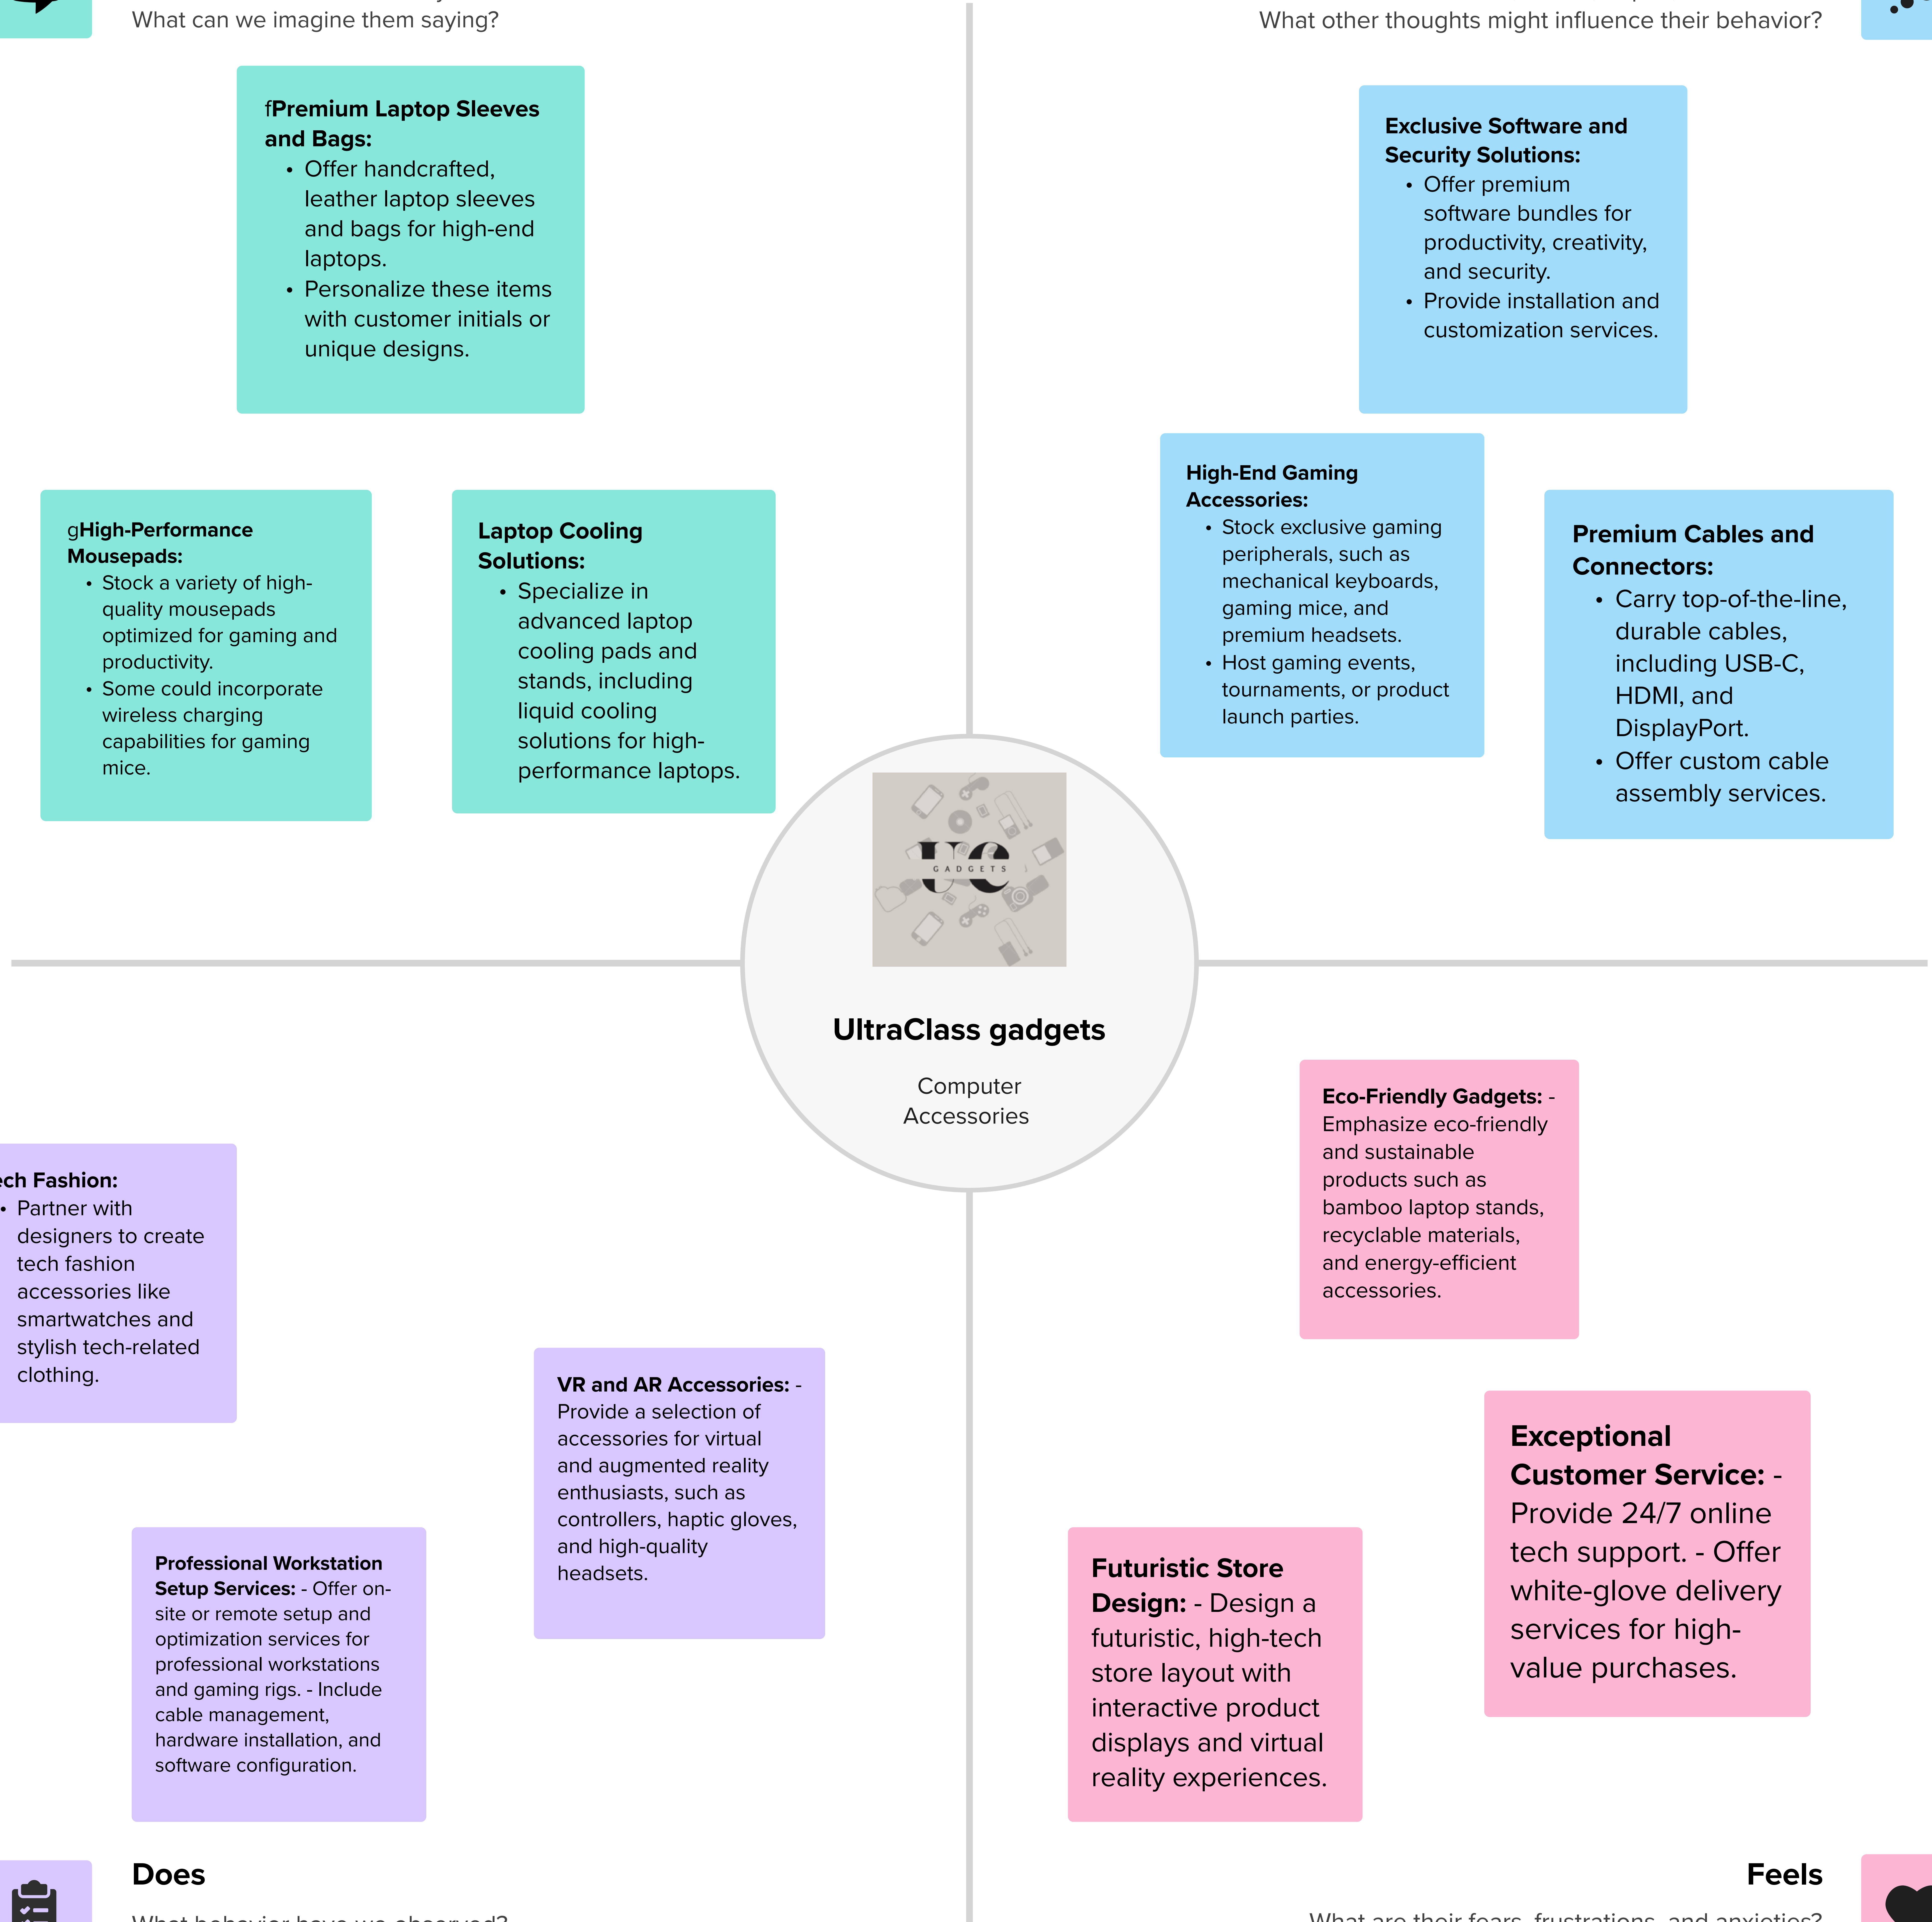 What can we imagine them saying?
What other thoughts might influence their behavior?
fPremium Laptop Sleeves
and Bags:
• Offer handcrafted,
leather laptop sleeves
and bags for high-end
laptops.
• Personalize these items
with customer initials or
unique designs.
Exclusive Software and
Security Solutions:
• Offer premium
software bundles for
productivity, creativity,
and security.
• Provide installation and
customization services.
gHigh-Performance
Mousepads:
• Stock a variety of high-
quality mousepads
optimized for gaming and
productivity.
• Some could incorporate
wireless charging
capabilities for gaming
mice.
Laptop Cooling
Solutions:
• Specialize in
advanced laptop
cooling pads and
stands, including
liquid cooling
solutions for high-
performance laptops.
High-End Gaming
Accessories:
• Stock exclusive gaming
peripherals, such as
mechanical keyboards,
gaming mice, and
premium headsets.
• Host gaming events,
tournaments, or product
launch parties.
Premium Cables and
Connectors:
• Carry top-of-the-line,
durable cables,
including USB-C,
HDMI, and
DisplayPort.
• Offer custom cable
assembly services.
UC
GADGETS
UltraClass gadgets
Computer
Accessories
ech Fashion:
• Partner with
designers to create
tech fashion
accessories like
smartwatches and
stylish tech-related
clothing.
VR and AR Accessories: -
Provide a selection of
accessories for virtual
and augmented reality
enthusiasts, such as
controllers, haptic gloves,
and high-quality
headsets.
Professional Workstation
Setup Services: - Offer on-
site or remote setup and
optimization services for
professional workstations
and gaming rigs. - Include
cable management,
hardware installation, and
software configuration.
Eco-Friendly Gadgets: -
Emphasize eco-friendly
and sustainable
products such as
bamboo laptop stands,
recyclable materials,
and energy-efficient
accessories.
Exceptional
Customer Service: -
Provide 24/7 online
tech support. - Offer
white-glove delivery
services for high-
value purchases.
Futuristic Store
Design: - Design a
futuristic, high-tech
store layout with
interactive product
displays and virtual
reality experiences.
Does
What behavior have we observed?
Feels
What are their fears, frustrations, and anxieties?